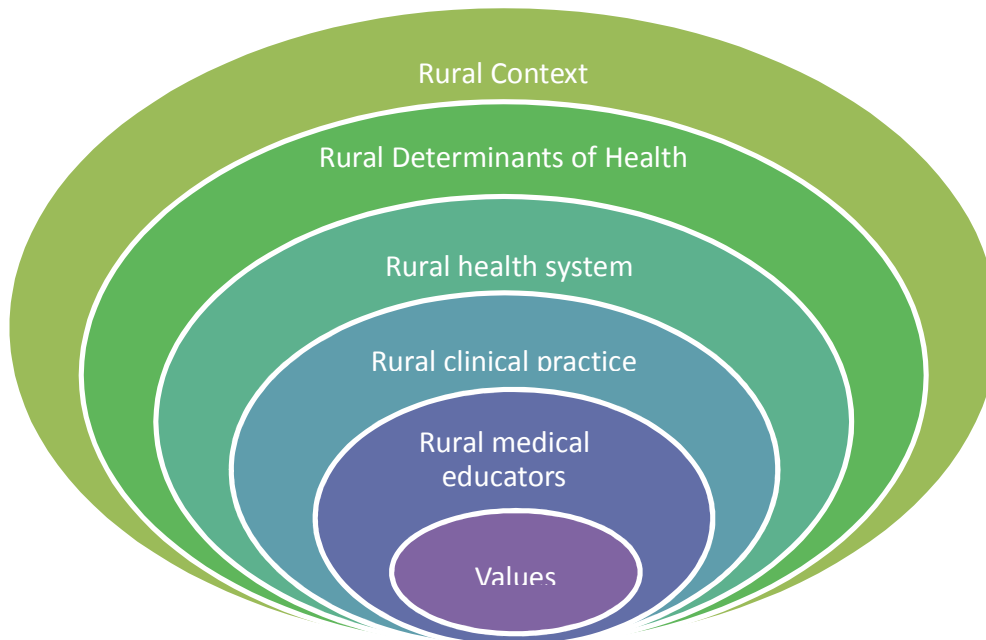 Rural Context
Rural Determinants of Health
Rural health system
Rural clinical practice
Rural medical
educators
Values